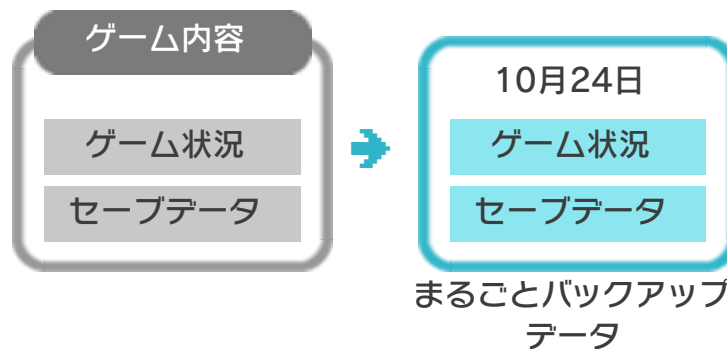 ゲーム内容
ゲーム状況
セーブデータ
10月24日
ゲーム状況
セーブデータ
まるごとバックアップ
データ